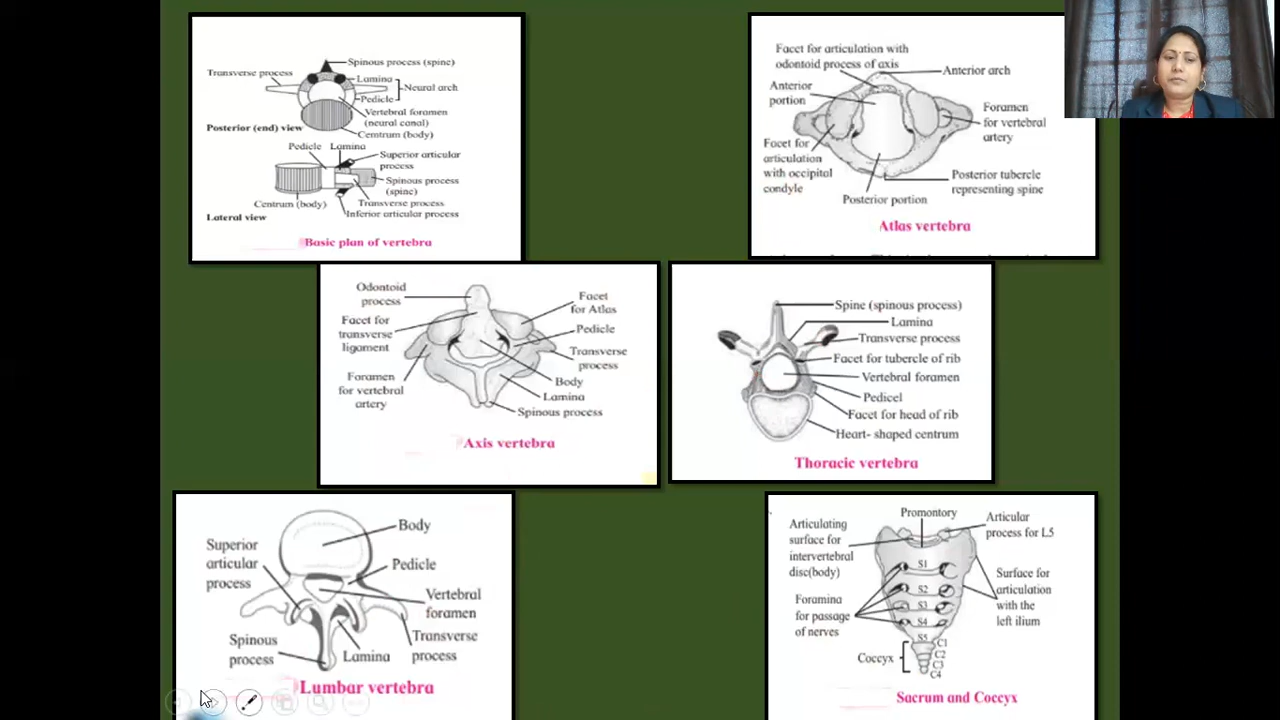 Spinous process (spine)
Transverse process
Lamina
Neural arch
Pedicle
Vertebral foramen
(neural canal)
Posterior (end) view
Centrum (body)
Pedicle Lamina
Superior articular
process
Spinous process
(spine)
Transverse process
Centrum (body)
Inferior articular process
Lateral view
Basic plan of vertebra
Facet for articulation with
odontoid process of axis
Anterior arch
Anterior
portion
Foramen
for vertebral
artery
Facet for
articulation
with occipital
condyle
Posterior tubercle
representing spine
Posterior portion
Atlas vertebra
Odontoid
process
Facet
for Atlas
Facet for
transverse
ligament
Pedicle
Transverse
process
Foramen
for vertebral
artery
Body
Lamina
Spinous process
Axis vertebra
Spine (spinous process)
Lamina
Transverse process
Facet for tubercle of rib
Vertebral foramen
Pedicel
Facet for head of rib
Heart- shaped centrum
Thoracic vertebra
Body
Superior
articular
process
Pedicle
Vertebral
foramen
Spinous
process
Lamina
Transverse
process
Lumbar vertebra
Promontory
Articulating
surface for
intervertebral
disc(body)
Articular
process for L5
S1
S2
S3
S4
S5
Foramina
for passage
of nerves
Surface for
articulation
with the
left ilium
Coccyx
C1
C2
C3
C4
Sacrum and Coccyx